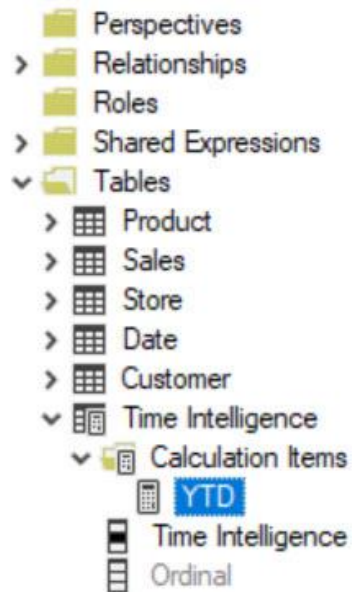 Perspectives
Relationships
Roles
Shared Expressions
Tables
Product
Sales
Store
Date
Customer
Time Intelligence
Calculation Items
YTD
Time Intelligence
Ordinal